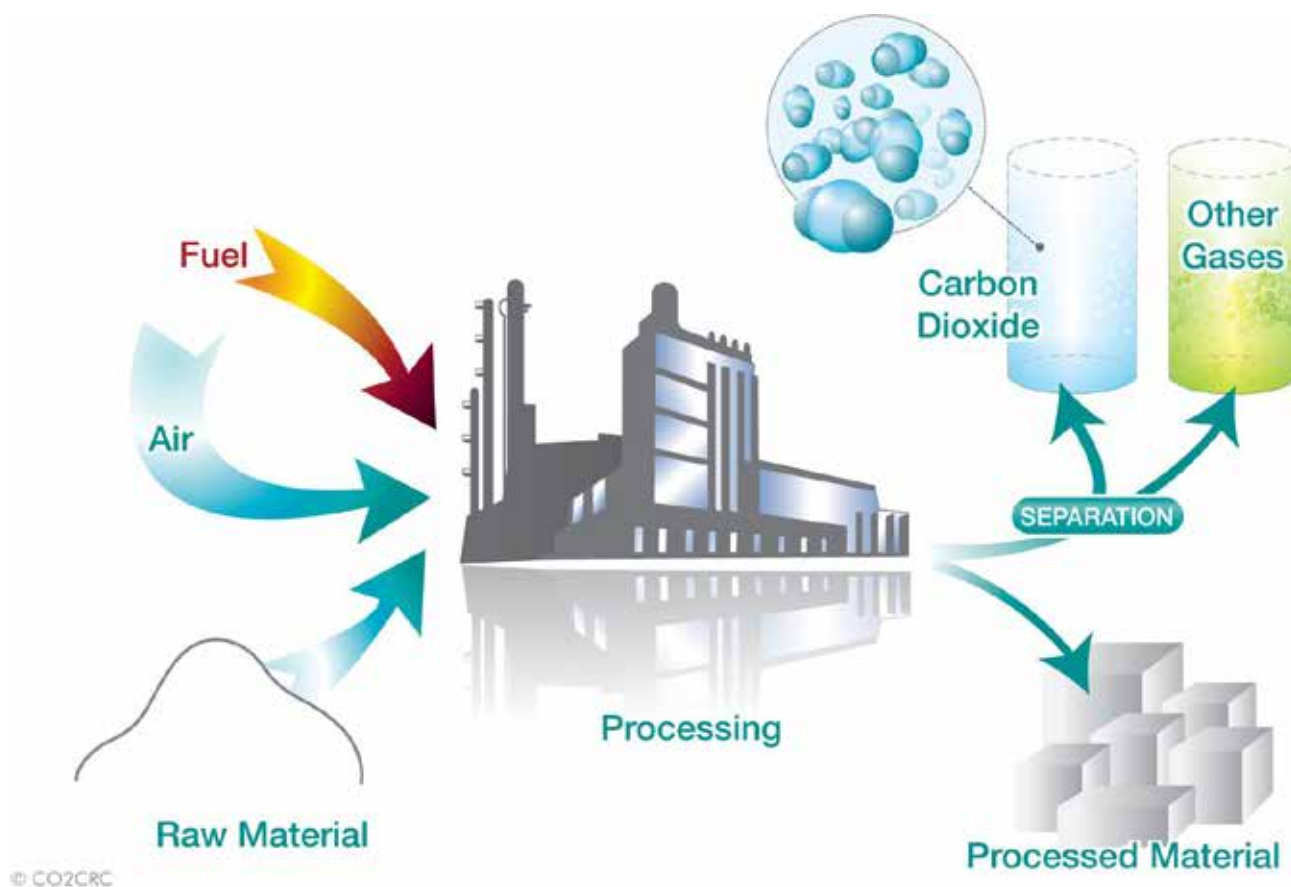 Fuel
Air
Raw Material
Processing
Carbon
Dioxide
Other
Gases
SEPARATION
Processed Material
© CO2CRC